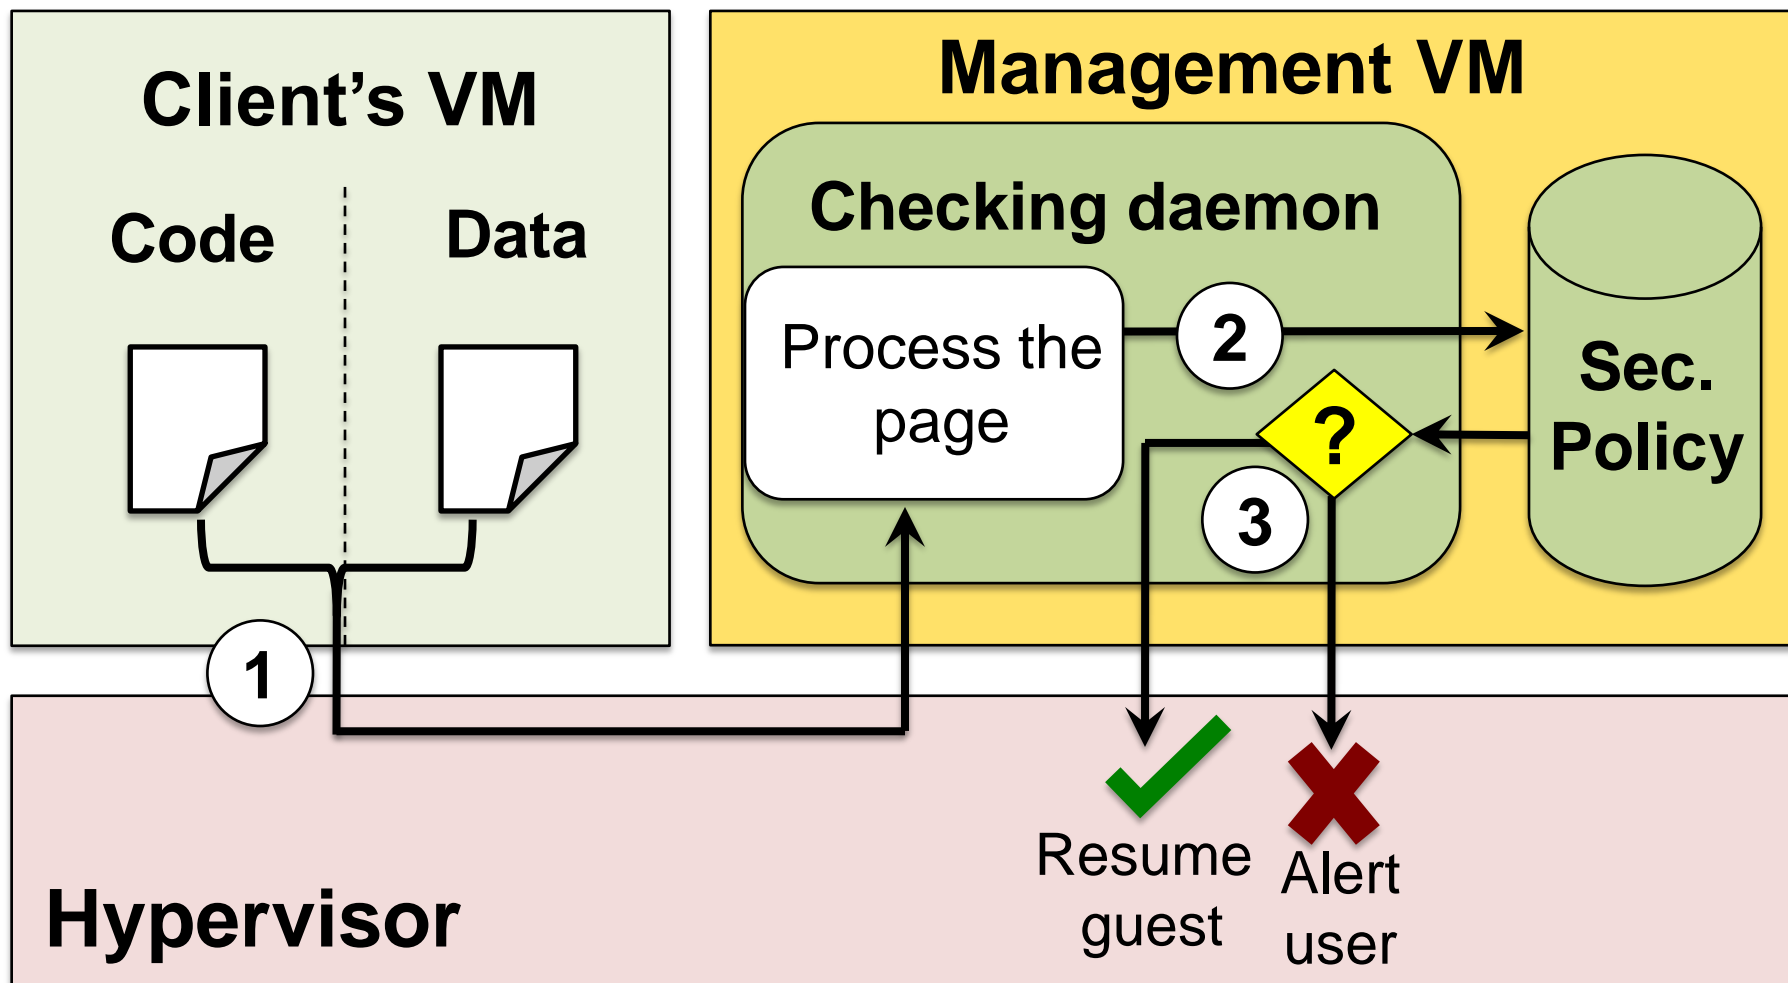 Client’s VM
Code
Data
Management VM
Checking daemon
Process the
page
2
?
3
Sec.
Policy
1
Resume
guest
Alert
user
Hypervisor